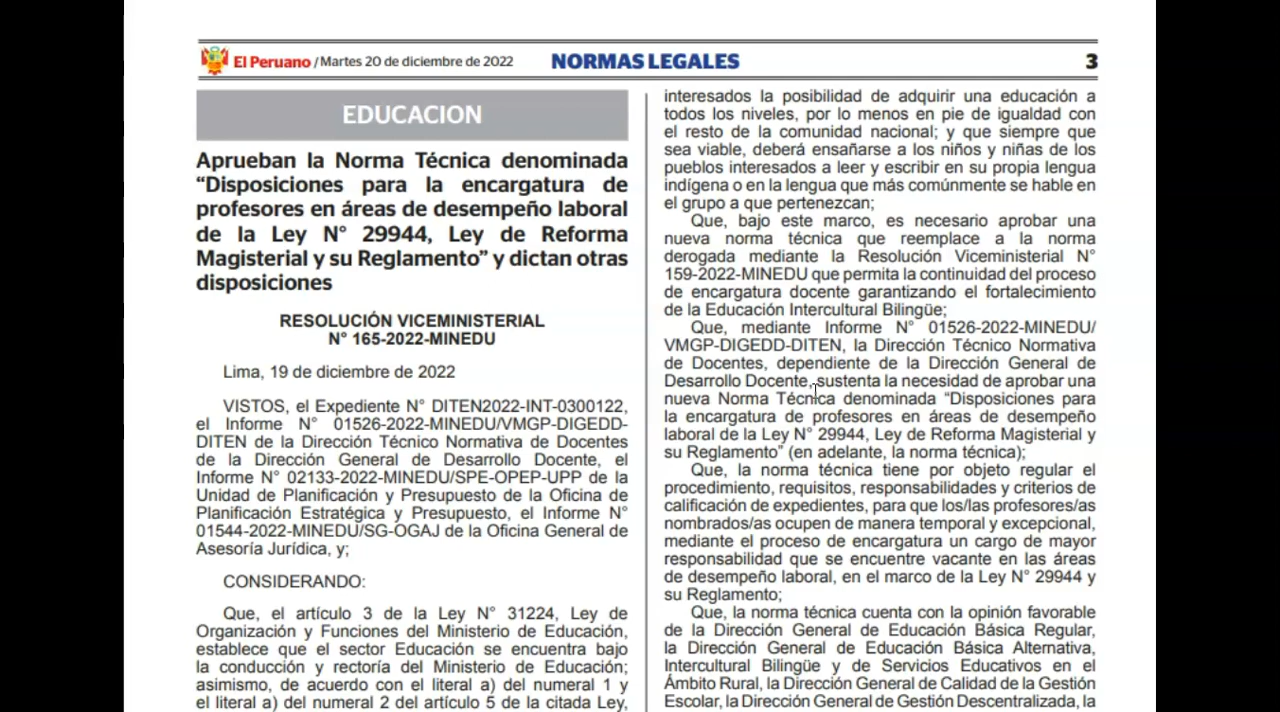 El Peruano / Martes 20 de diciembre de 2022
NORMAS LEGALES
3
EDUCACION
Aprueban la Norma Técnica denominada
“Disposiciones para la encargatura de
profesores en áreas de desempeño laboral
de la Ley N° 29944, Ley de Reforma
Magisterial y su Reglamento” y dictan otras
disposiciones
RESOLUCIÓN VICEMINISTERIAL
N° 165-2022-MINEDU
Lima, 19 de diciembre de 2022
VISTOS, el Expediente N° DITEN2022-INT-0300122,
el Informe N° 01526-2022-MINEDU/VMGP-DIGEDD-
DITEN de la Dirección Técnico Normativa de Docentes
de la Dirección General de Desarrollo Docente, el
Informe N° 02133-2022-MINEDU/SPE-OPEP-UPP de la
Unidad de Planificación y Presupuesto de la Oficina de
Planificación Estratégica y Presupuesto, el Informe N°
01544-2022-MINEDU/SG-OGAJ de la Oficina General de
Asesoría Jurídica, y;
CONSIDERANDO:
Que, el artículo 3 de la Ley N° 31224, Ley de
Organización y Funciones del Ministerio de Educación,
establece que el sector Educación se encuentra bajo
la conducción y rectoría del Ministerio de Educación;
asimismo, de acuerdo con el literal a) del numeral 1 y
el literal a) del numeral 2 del artículo 5 de la citada Ley,
interesados la posibilidad de adquirir una educación a
todos los niveles, por lo menos en pie de igualdad con
el resto de la comunidad nacional; y que siempre que
sea viable, deberá ensañarse a los niños y niñas de los
pueblos interesados a leer y escribir en su propia lengua
indígena o en la lengua que más comúnmente se hable en
el grupo a que pertenezcan;
Que, bajo este marco, es necesario aprobar una
nueva norma técnica que reemplace a la norma
derogada mediante la Resolución Viceministerial N°
159-2022-MINEDU que permita la continuidad del proceso
de encargatura docente garantizando el fortalecimiento
de la Educación Intercultural Bilingüe;
Que, mediante Informe N° 01526-2022-MINEDU/
VMGP-DIGEDD-DITEN, la Dirección Técnico Normativa
de Docentes, dependiente de la Dirección General de
Desarrollo Docente, sustenta la necesidad de aprobar una
nueva Norma Técnica denominada “Disposiciones para
la encargatura de profesores en áreas de desempeño
laboral de la Ley N° 29944, Ley de Reforma Magisterial y
su Reglamento” (en adelante, la norma técnica);
Que, la norma técnica tiene por objeto regular el
procedimiento, requisitos, responsabilidades y criterios de
calificación de expedientes, para que los/las profesores/as
nombrados/as ocupen de manera temporal y excepcional,
mediante el proceso de encargatura un cargo de mayor
responsabilidad que se encuentre vacante en las áreas
de desempeño laboral, en el marco de la Ley N° 29944 y
su Reglamento;
Que, la norma técnica cuenta con la opinión favorable
de la Dirección General de Educación Básica Regular,
la Dirección General de Educación Básica Alternativa,
Intercultural Bilingüe y de Servicios Educativos en el
Ámbito Rural, la Dirección General de Calidad de la Gestión
Escolar, la Dirección General de Gestión Descentralizada, la